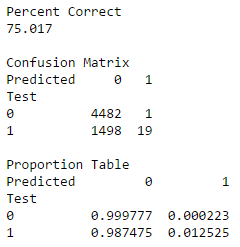 Percent Correct
75.017
Confusion Matrix
Predicted 0 1
Test
0 4482 1
1 1498 19
Proportion Table
Predicted 0 1
Test
0 0.999777 0.000223
1 0.987475 0.012525